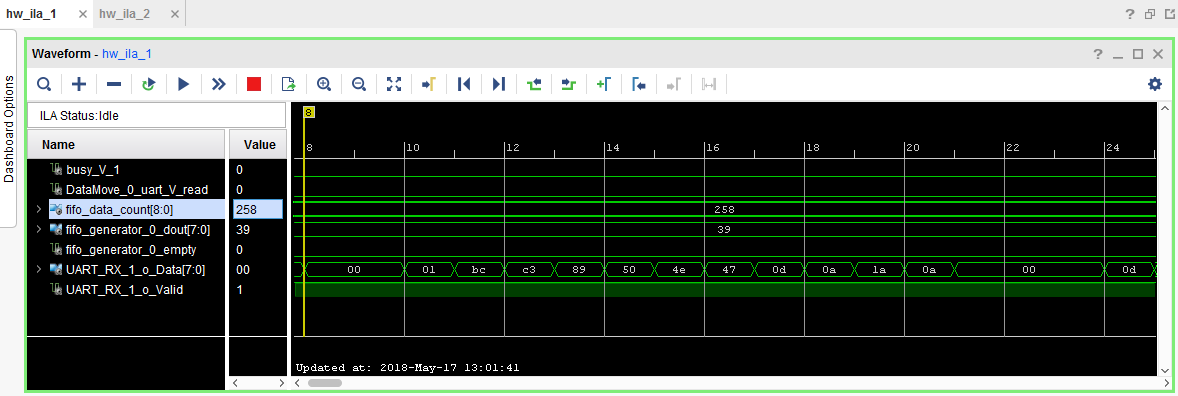 hw_ila_1 × hw_ila_2 ×
?
Dashboard Options
Waveform - hw_ila_1
?
ILA Status:Idle
Name Value
busy_V_1 0
DataMove_0_uart_V_read 0
fifo_data_count[8:0] 258
fifo_generator_0_dout[7:0] 39
fifo_generator_0_empty 0
UART_RX_1_o_Data[7:0] 00
UART_RX_1_o_Valid 1
8
8 10 12 14 16 18 20 22 24
258
39
00 01 bc c3 89 50 4e 47 0d 0a 1a 0a 00 0d
Updated at: 2018-May-17 13:01:41